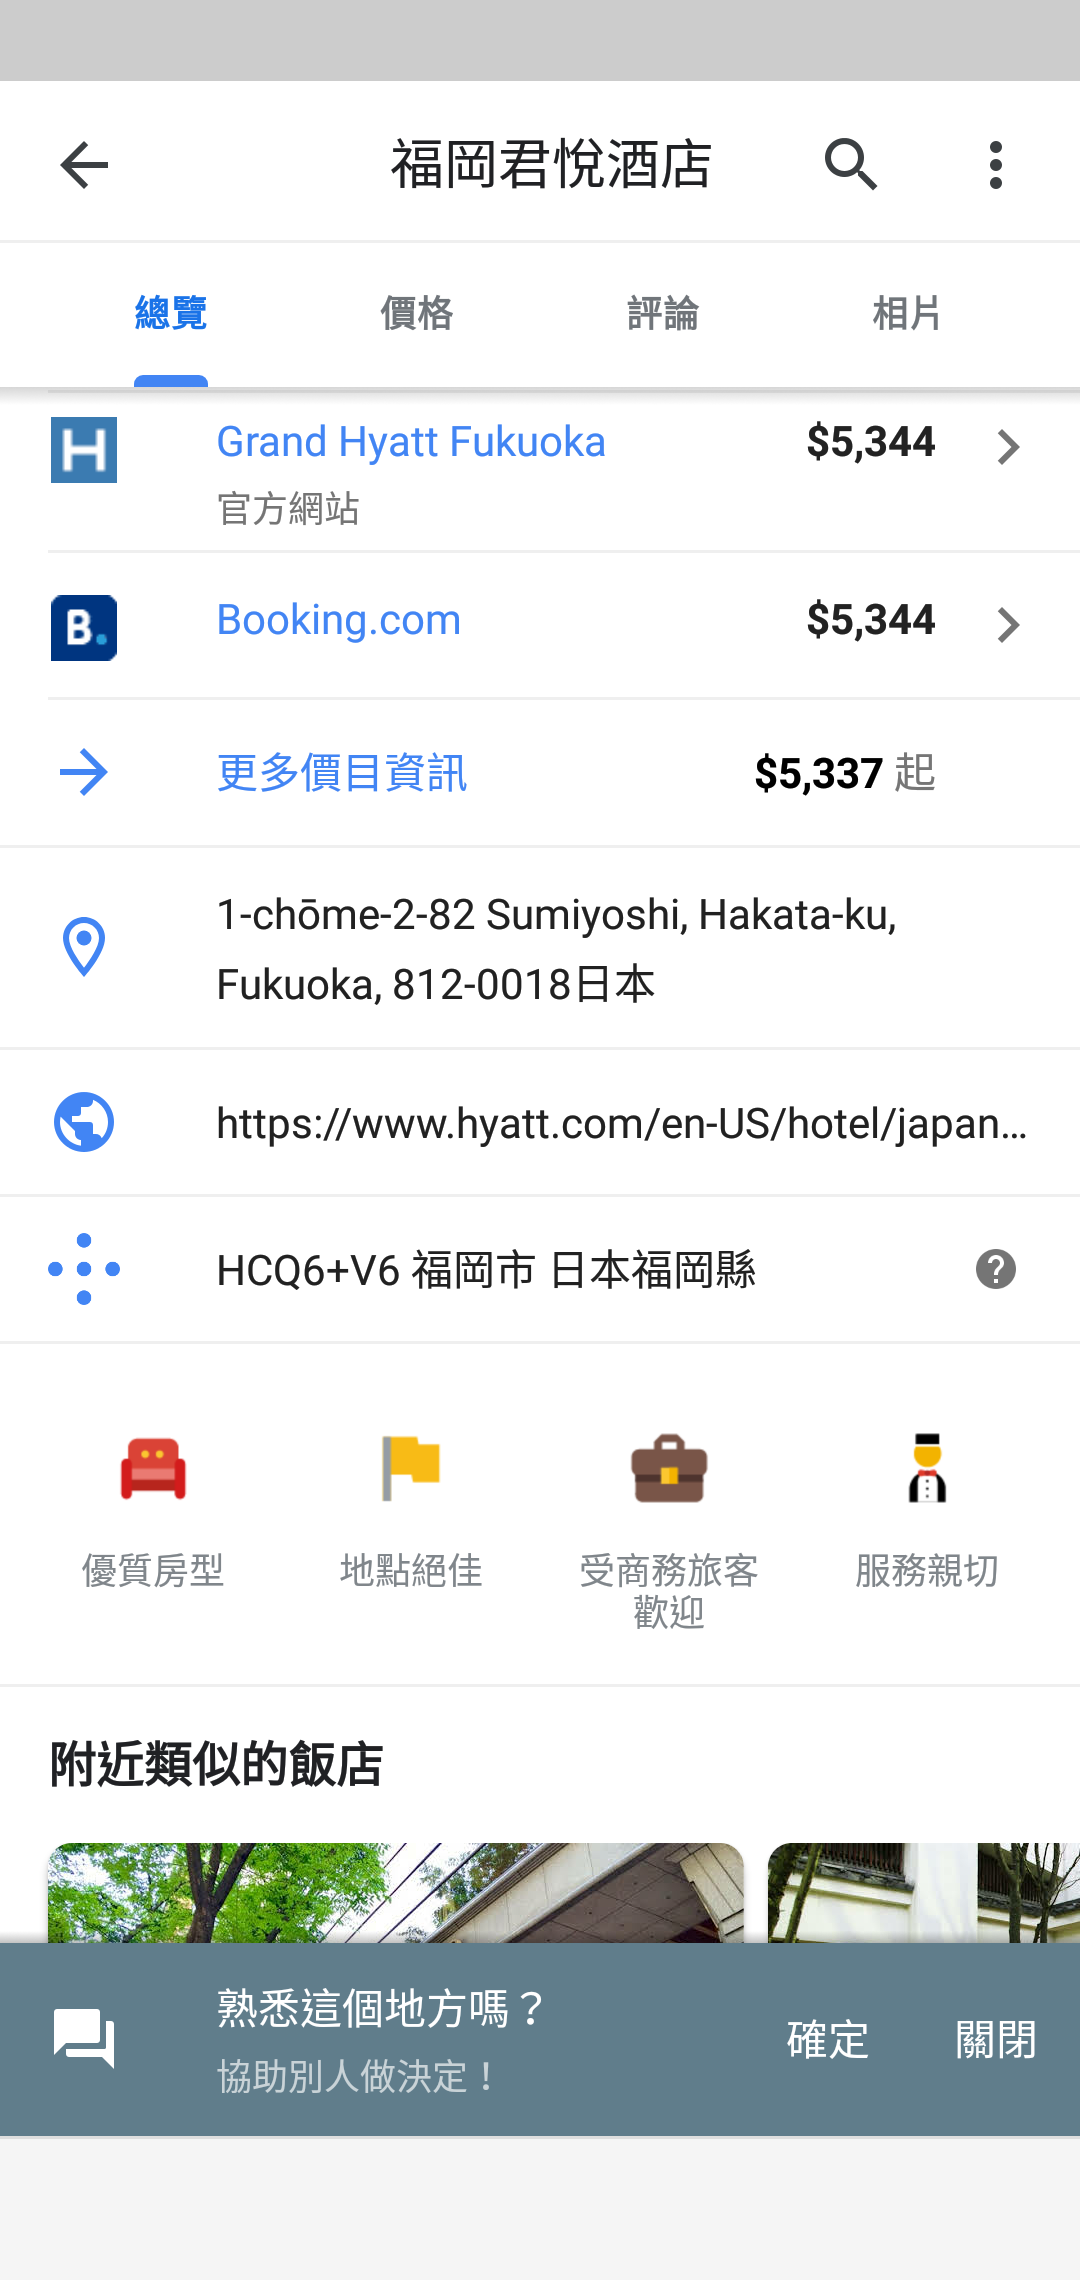 福岡君悅酒店
總覽 價格 評論 相片
H Grand Hyatt Fukuoka $5,344
官方網站
B. Booking.com $5,344
更多價目資訊 $5,337 起
1-chōme-2-82 Sumiyoshi, Hakata-ku,
Fukuoka, 812-0018日本
https://www.hyatt.com/en-US/hotel/japan...
HCQ6+V6 福岡市 日本福岡縣
優質房型 地點絕佳 受商務旅客 服務親切
歡迎
附近類似的飯店
熟悉這個地方嗎？
協助別人做決定！
確定 關閉